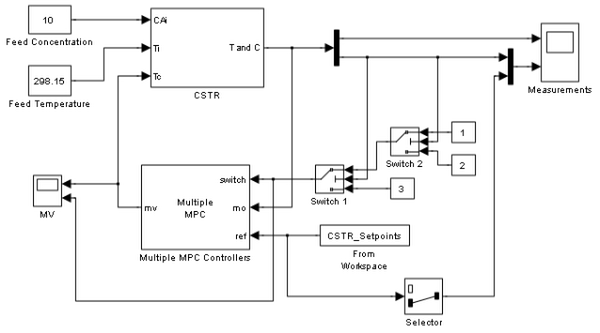 10
Feed Concentration
298.15
Feed Temperature
CAi
Ti
Tc
T and C
CSTR
Measurements
1
2
Switch 2
3
Switch 1
MV
switch
mv
Multiple
MPC
mo
ref
Multiple MPC Controllers
CSTR_Setpoints
From
Workspace
Selector